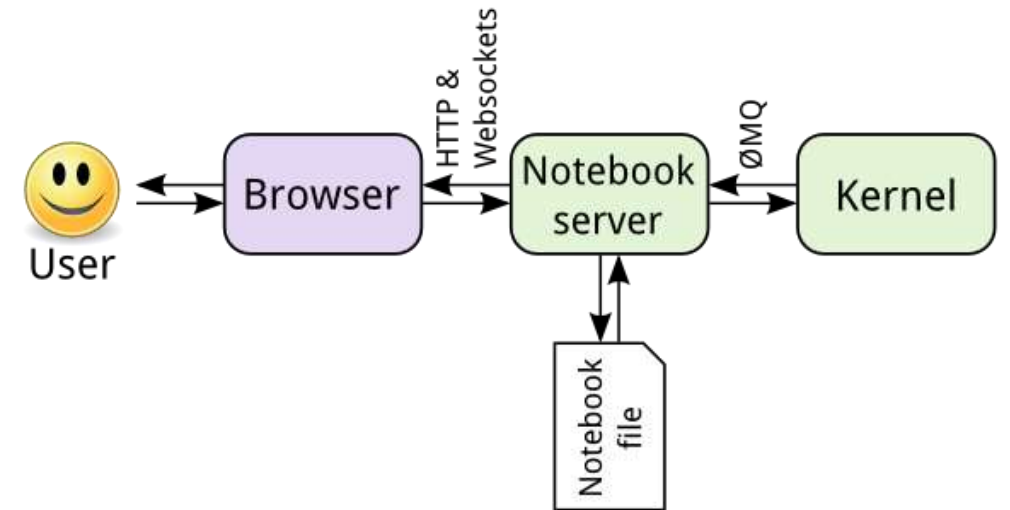 User
Browser
HTTP &
Websockets
Notebook
server
ØMQ
Kernel
Notebook
file